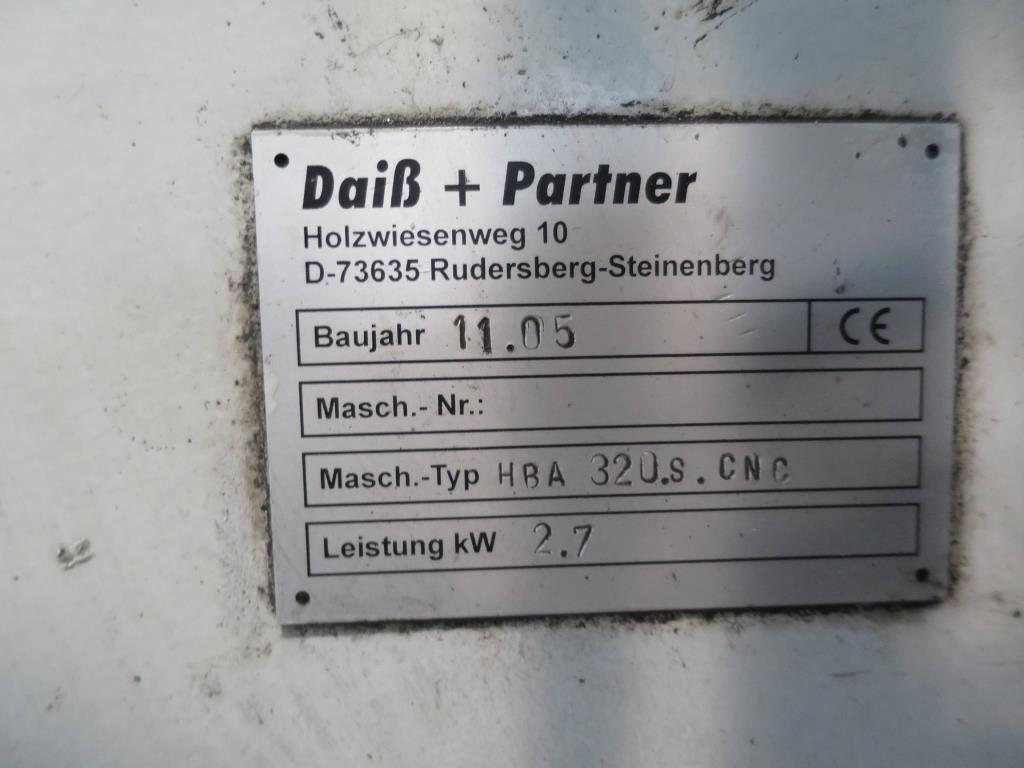 Daiß + Partner
Holzwiesenweg 10
D-73635 Rudersberg-Steinenberg
Baujahr 11.05 CE
Masch.- Nr.:
Masch.-Typ HBA 320.S.CNC
Leistung kW 2.7